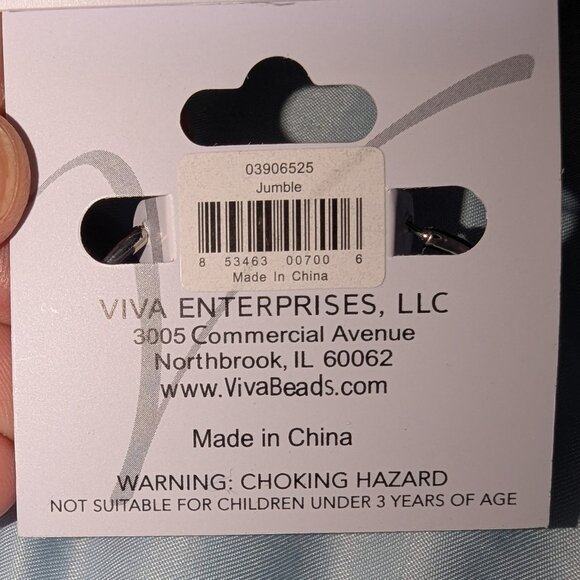 03906525
Jumble
8 53463 00700 6
Made In China
VIVA ENTERPRISES, LLC
3005 Commercial Avenue
Northbrook, IL 60062
www.VivaBeads.com
Made in China
WARNING: CHOKING HAZARD
NOT SUITABLE FOR CHILDREN UNDER 3 YEARS OF AGE